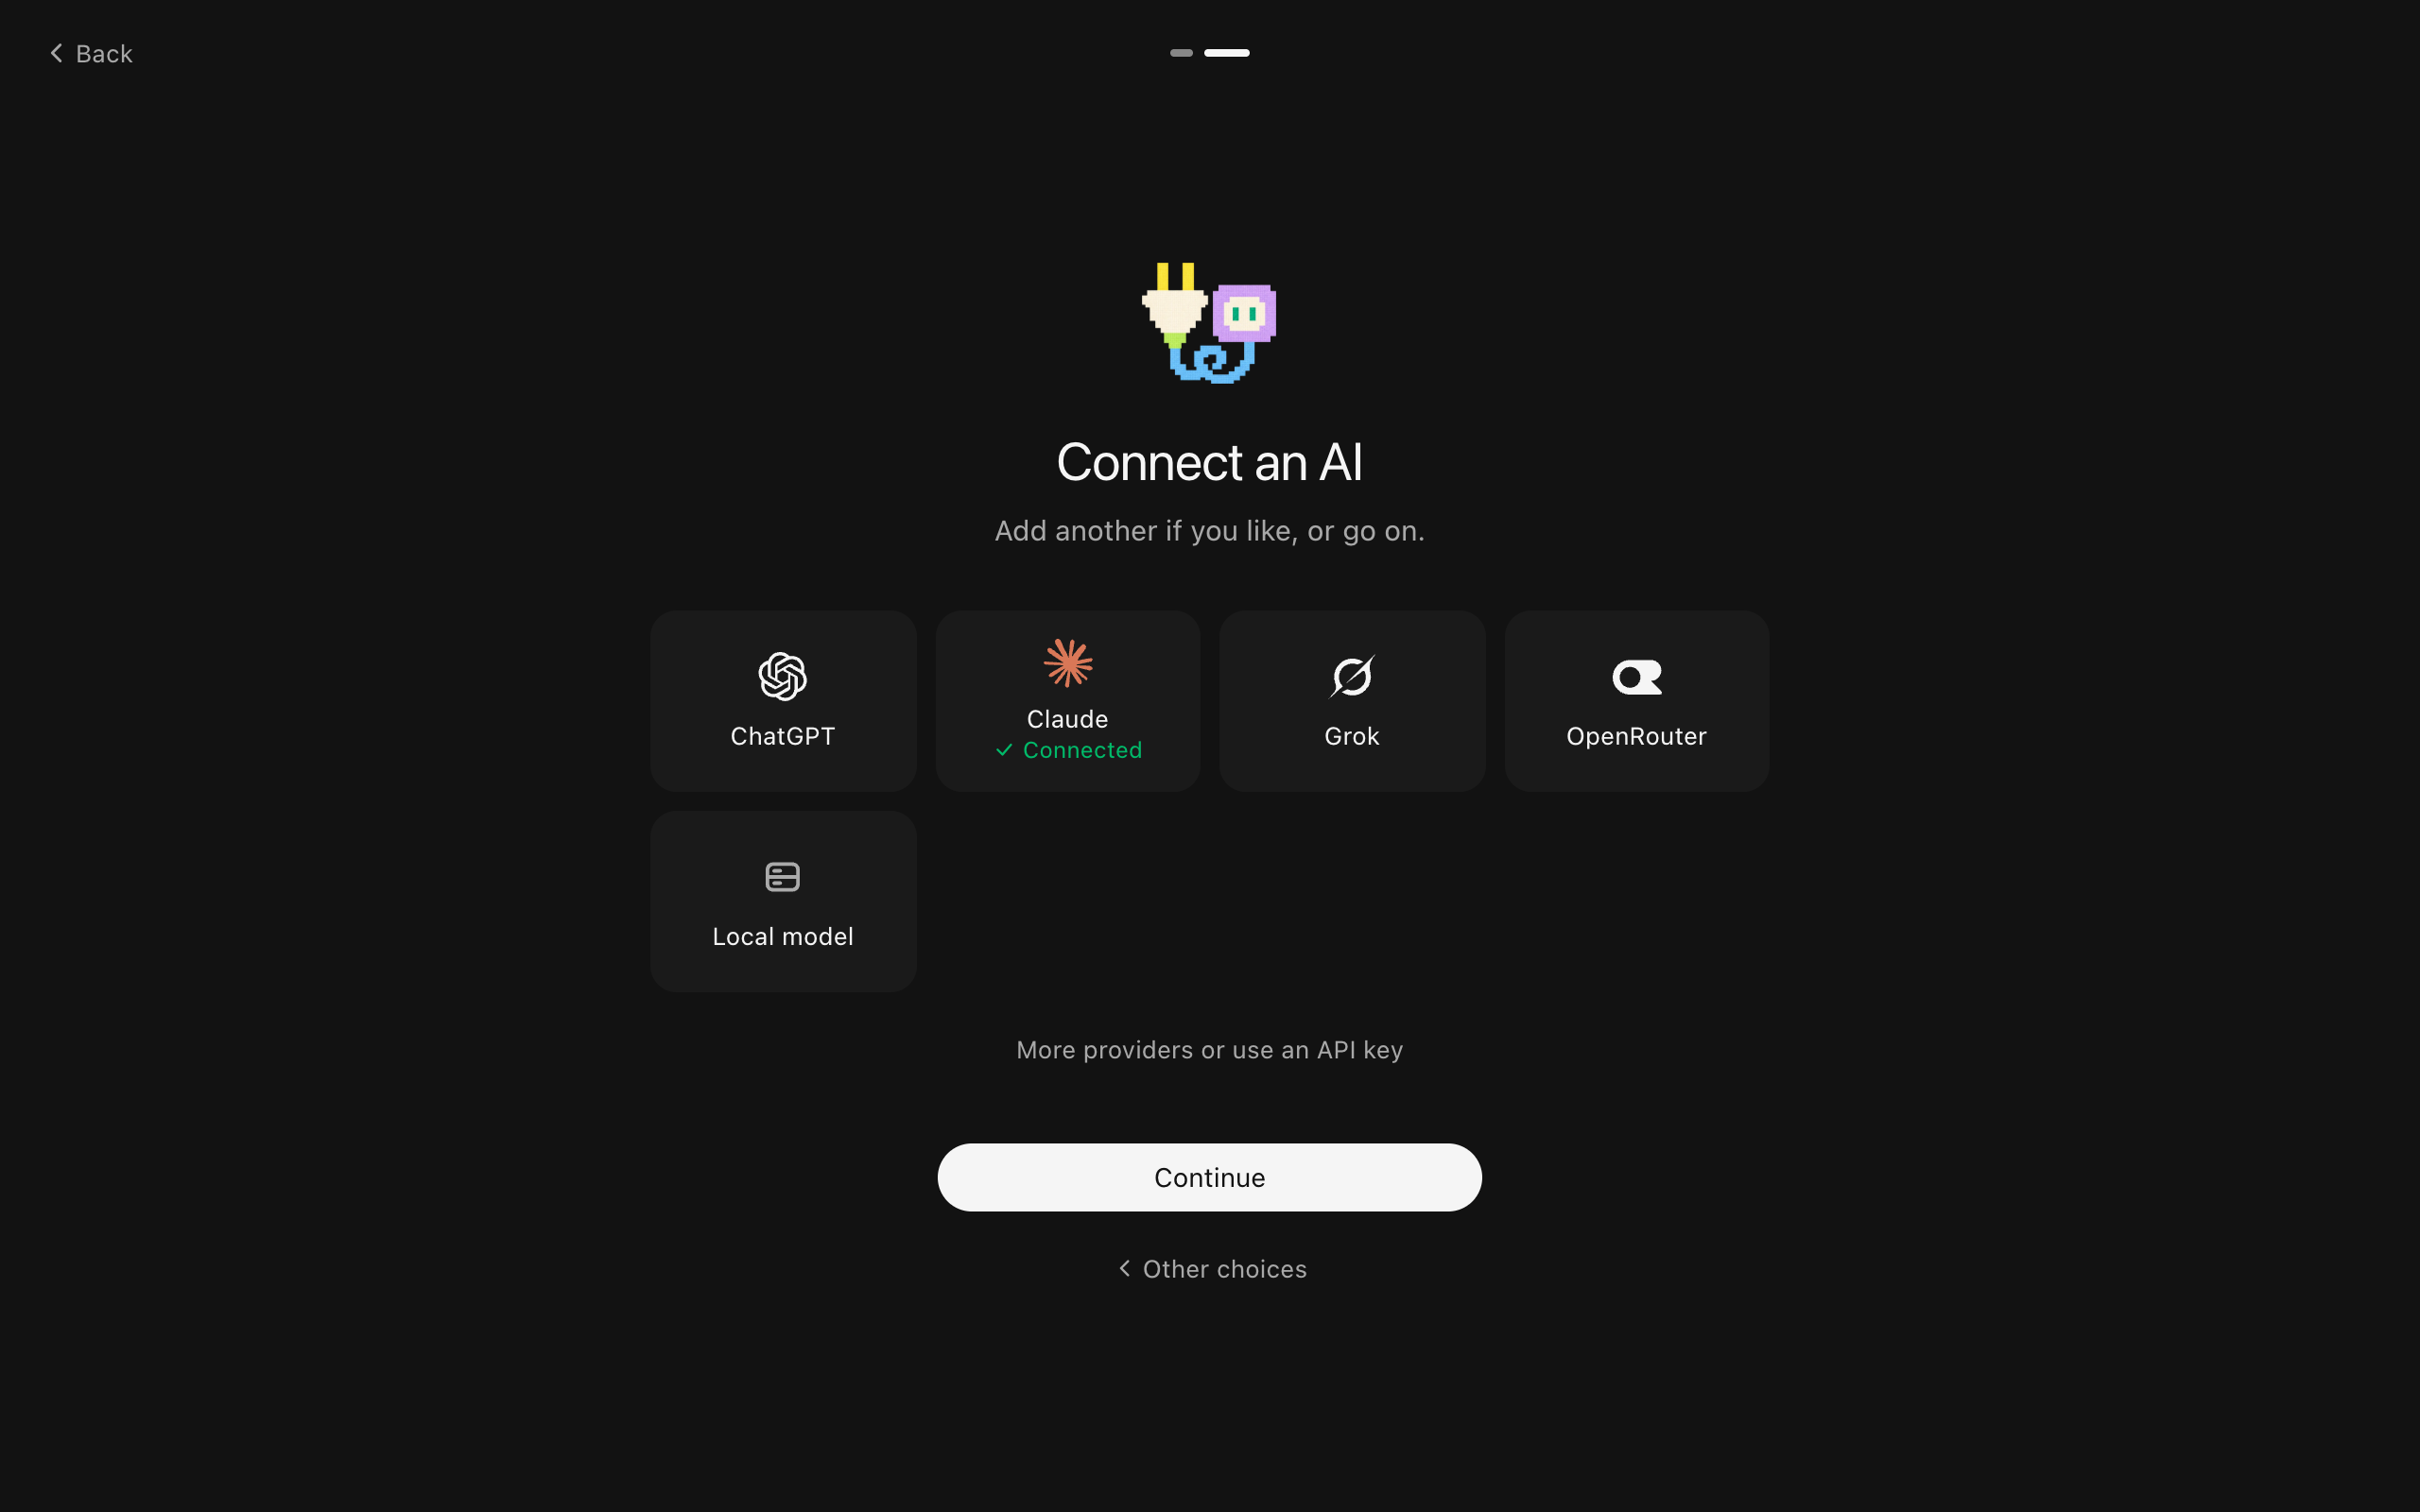 Back
Connect an AI
Add another if you like, or go on.
ChatGPT
Claude
Connected
Grok
OpenRouter
Local model
More providers or use an API key
Continue
Other choices